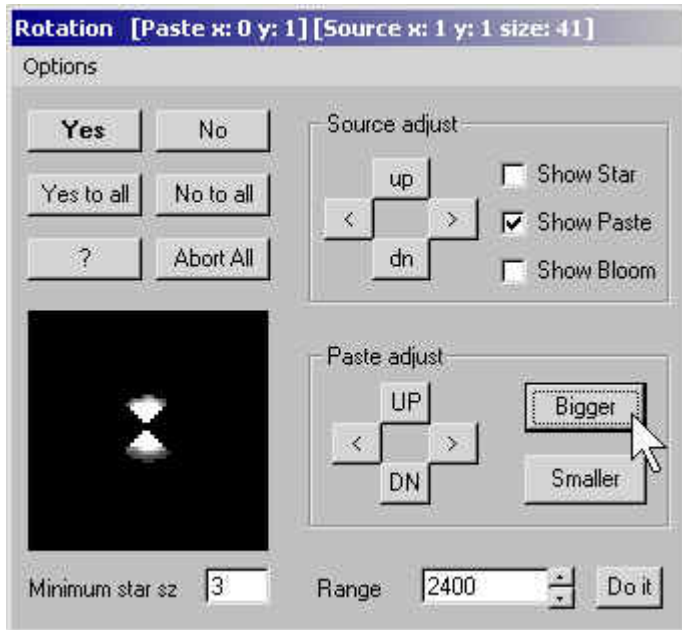 Rotation [Paste x: 0 y: 1] [Source x: 1 y: 1 size: 41]
Options
Yes No
Yes to all No to all
? Abort All
Source adjust
up
< >
dn
Show Star
Show Paste
Show Bloom
Paste adjust
UP
< >
DN
Bigger
Smaller
Minimum star sz 3 Range 2400 Do it